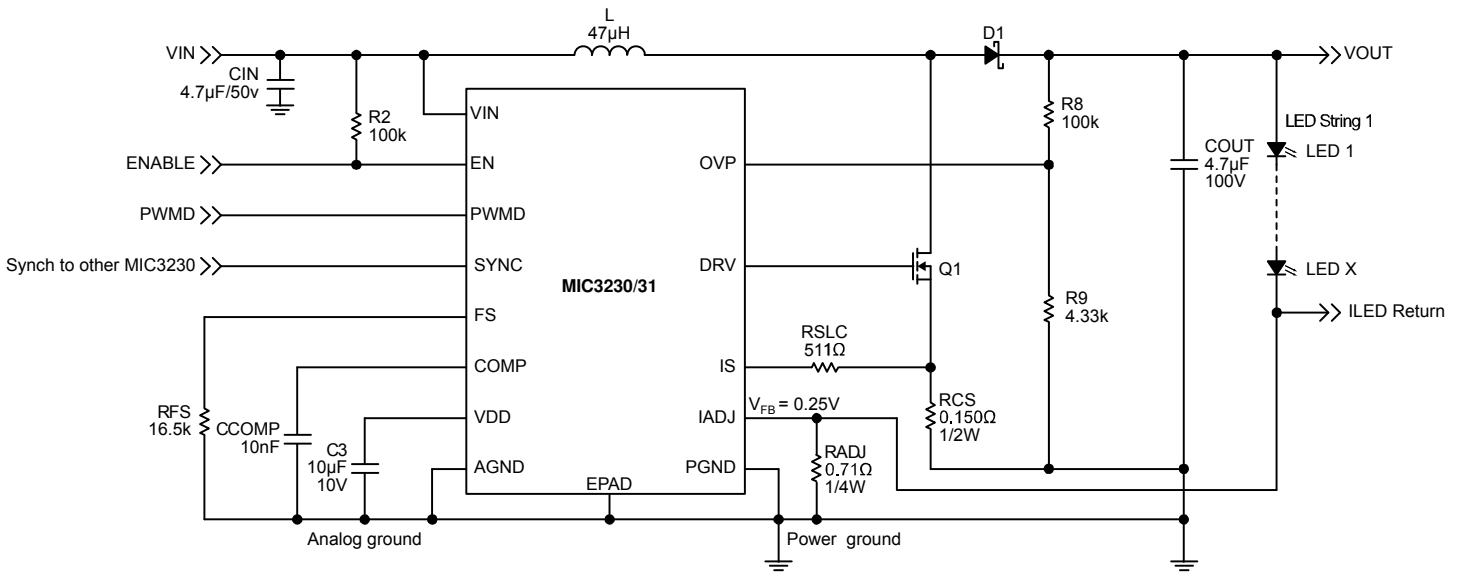 L
47µH
VIN
CIN
4.7µF/50v
R2
100k
D1
VOUT
R8
100k
LED String 1
LED 1
COUT
4.7µF
100V
ENABLE
PWMD
Synch to other MIC3230
VIN
EN
PWMD
SYNC
FS
COMP
VDD
AGND
EPAD
MIC3230/31
OVP
DRV
IS
IADJ
PGND
Q1
LED X
ILED Return
R9
4.33k
RSLC
511Ω
V_FB = 0.25V
RCS
0.150Ω
1/2W
RADJ
0.71Ω
1/4W
RFS
16.5k
CCOMP
10nF
C3
10µF
10V
Analog ground
Power ground